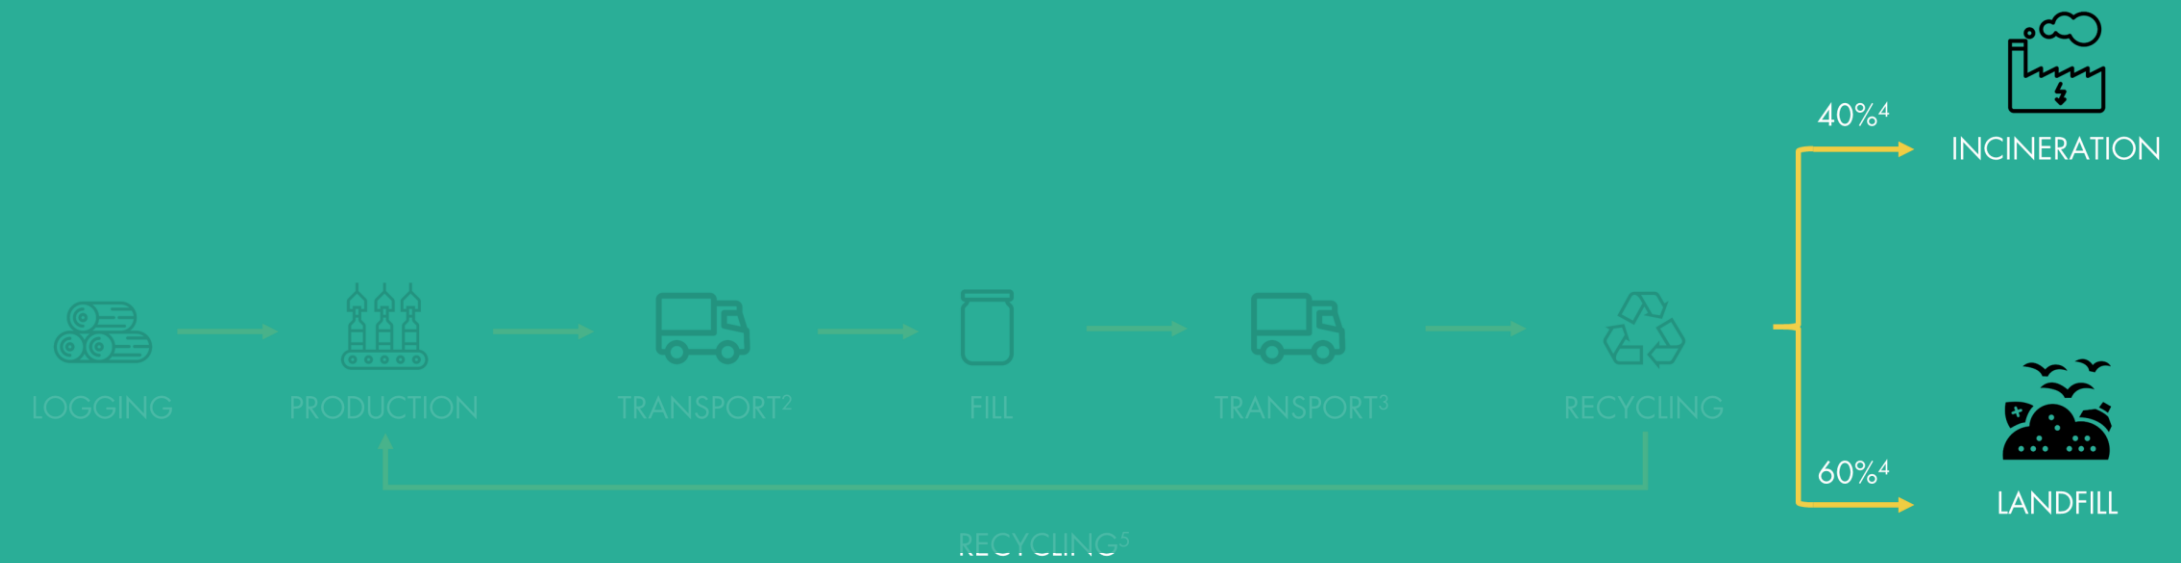 40%4
INCINERATION
LOGGING
PRODUCTION
TRANSPORT2
FILL
TRANSPORT3
RECYCLING
60%4
LANDFILL
RECYCLING5